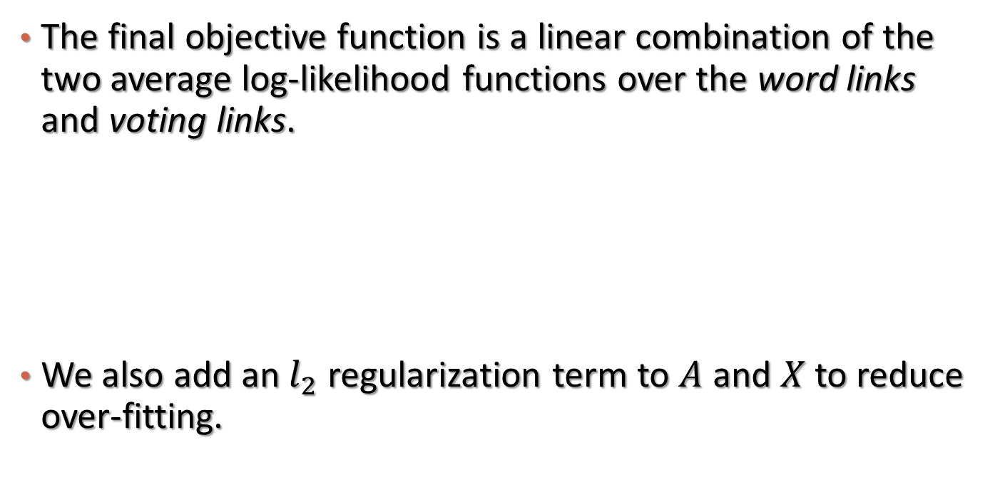 • The final objective function is a linear combination of the
two average log-likelihood functions over the word links
and voting links.
• We also add an l₂ regularization term to A and X to reduce
over-fitting.